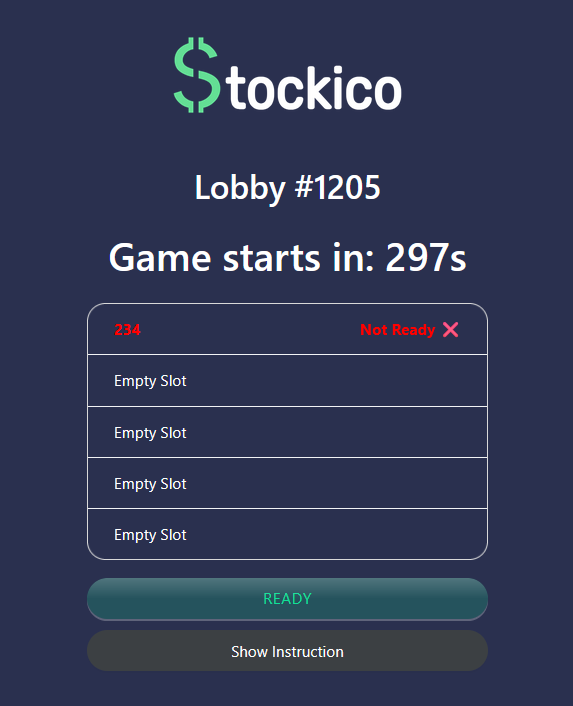 $tockico
Lobby #1205
Game starts in: 297s
234 Not Ready ❌
Empty Slot
Empty Slot
Empty Slot
Empty Slot
READY
Show Instruction